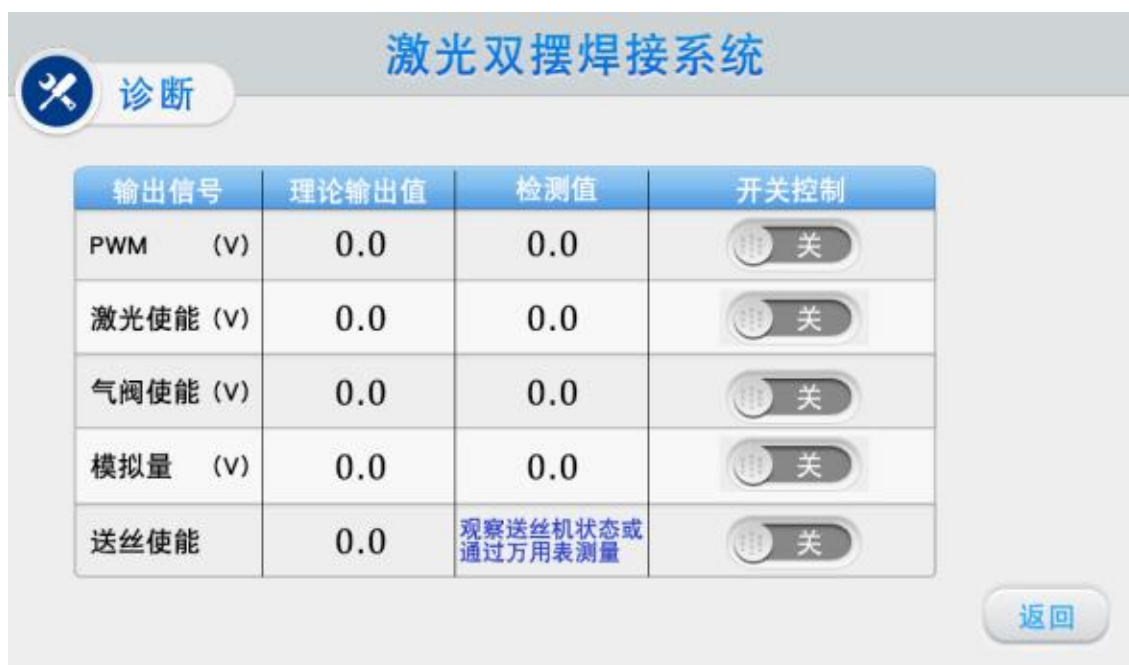 激光双摆焊接系统
诊断
输出信号 理论输出值 检测值 开关控制
PWM (V) 0.0 0.0 关
激光使能 (V) 0.0 0.0 关
气阀使能 (V) 0.0 0.0 关
模拟量 (V) 0.0 0.0 关
送丝使能 0.0 观察送丝机状态或 关
通过万用表测量
返回